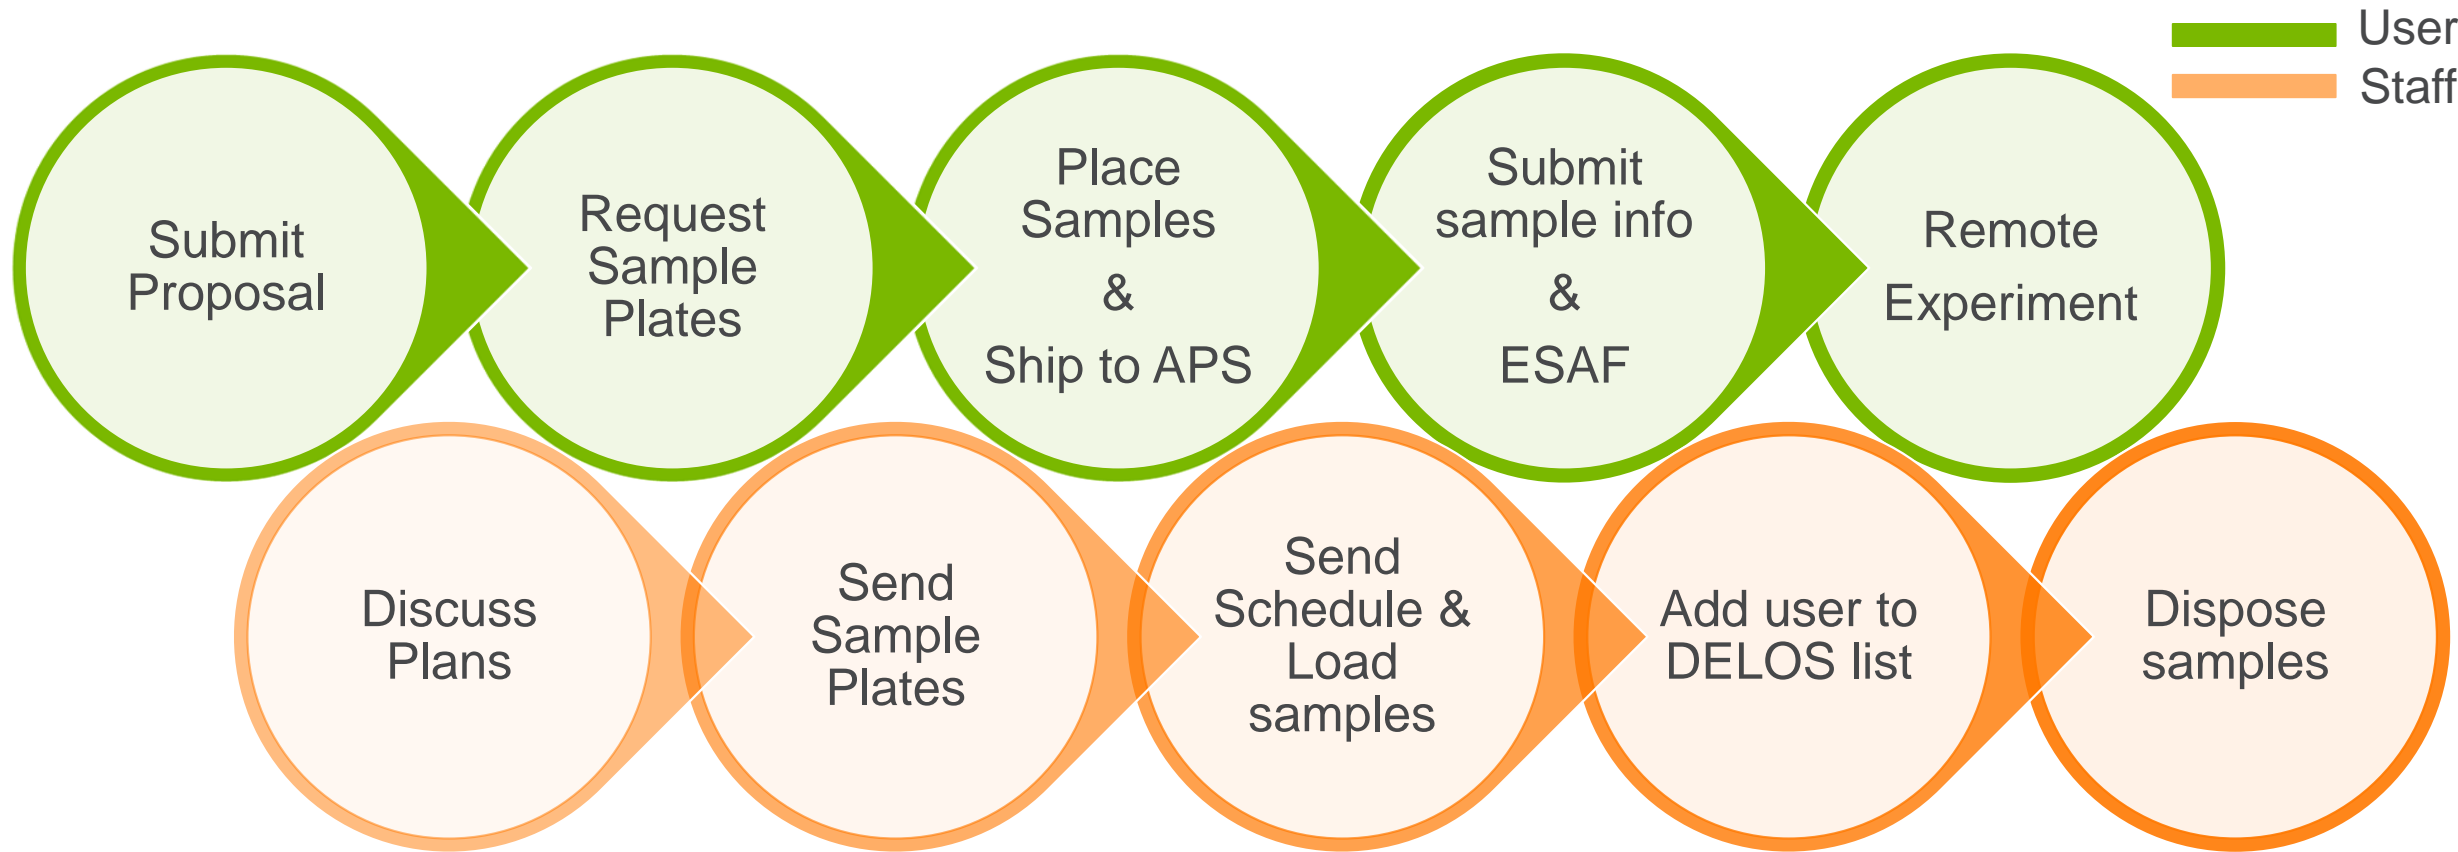 User
Staff
Submit
Proposal
Request
Sample
Plates
Place
Samples
&
Ship to APS
Submit
sample info
&
ESAF
Remote
Experiment
Discuss
Plans
Send
Sample
Plates
Send
Schedule &
Load
samples
Add user to
DELOS list
Dispose
samples